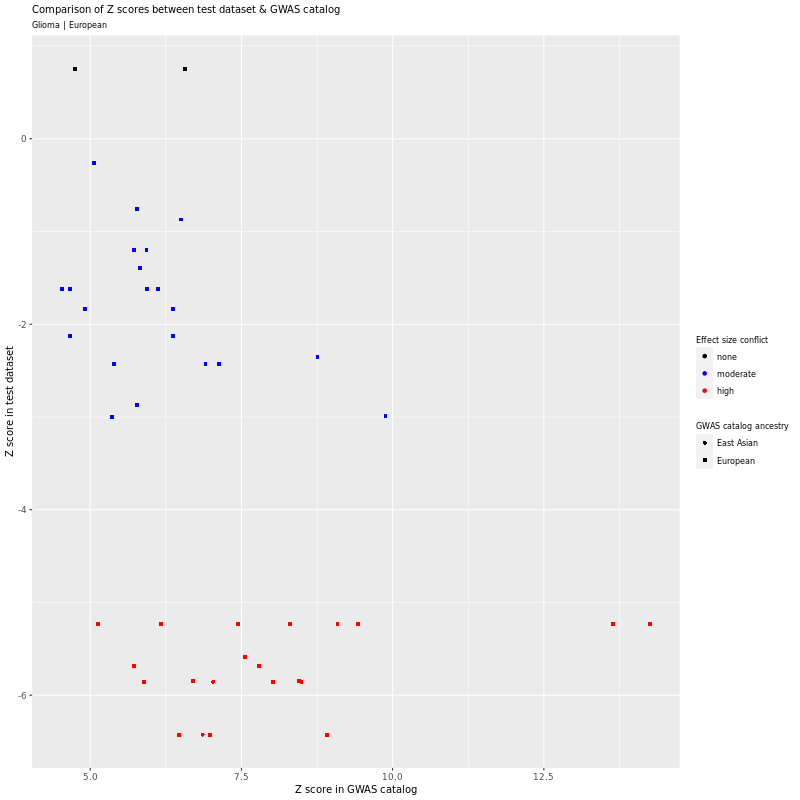 Comparison of Z scores between test dataset & GWAS catalog
Glioma | European
0
-2
-4
-6
Z score in test dataset
5.0
7.5
10.0
12.5
Z score in GWAS catalog
Effect size conflict
none
moderate
high
GWAS catalog ancestry
East Asian
European